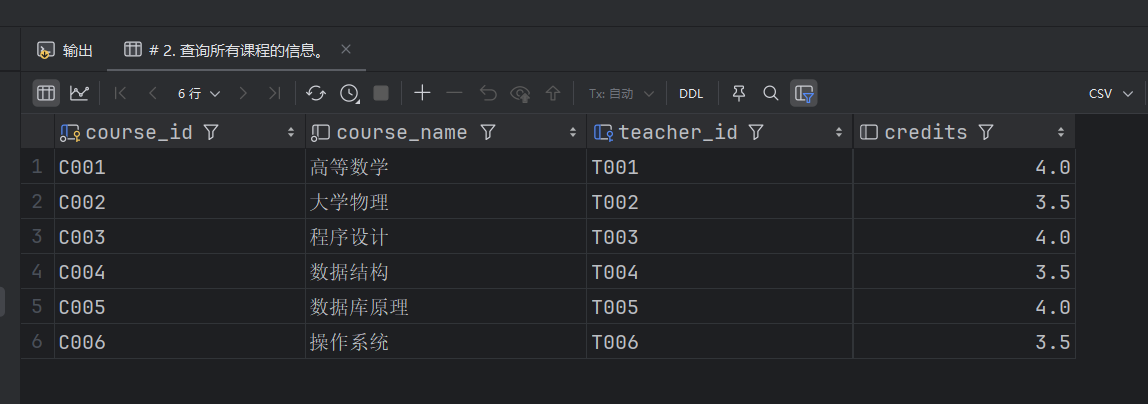 输出 # 2. 查询所有课程的信息。
6 行 Tx: 自动 DDL CSV
course_id course_name teacher_id credits
1 C001 高等数学 T001 4.0
2 C002 大学物理 T002 3.5
3 C003 程序设计 T003 4.0
4 C004 数据结构 T004 3.5
5 C005 数据库原理 T005 4.0
6 C006 操作系统 T006 3.5